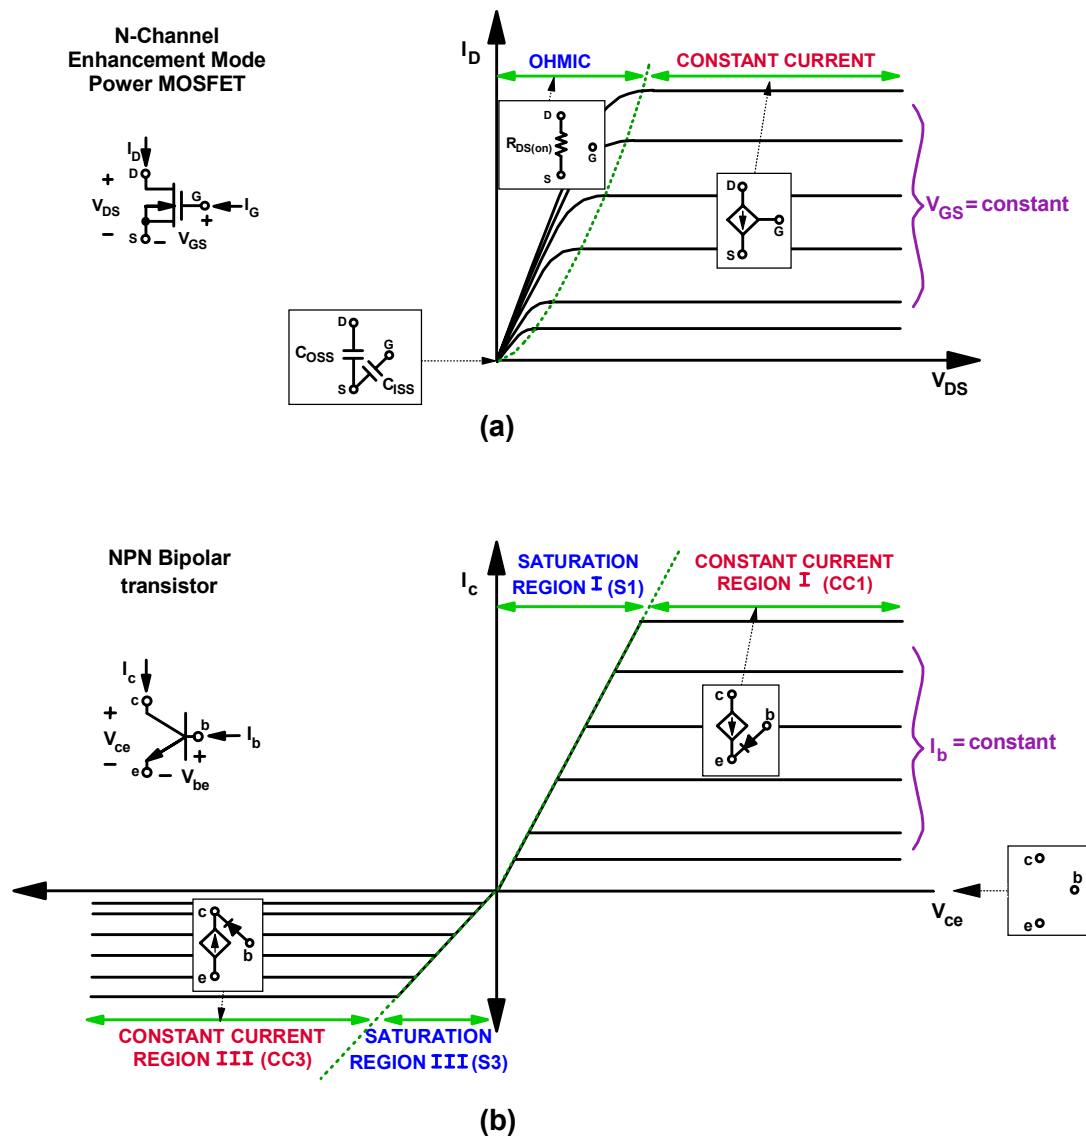 N-Channel
Enhancement Mode
Power MOSFET
I_D
D
+
V_DS
G
I_G
+
−
S
−
V_GS
I_D
OHMIC
CONSTANT CURRENT
D
R_DS(on)
G
S
D
G
S
V_GS = constant
D
C_OSS
G
S
C_ISS
V_DS
(a)
NPN Bipolar
transistor
I_c
c
+
b
I_b
V_ce
+
−
e
−
V_be
I_c
SATURATION
REGION I (S1)
CONSTANT CURRENT
REGION I (CC1)
c
b
e
I_b = constant
c
b
e
V_ce
c
b
e
CONSTANT CURRENT
REGION III (CC3)
SATURATION
REGION III (S3)
(b)